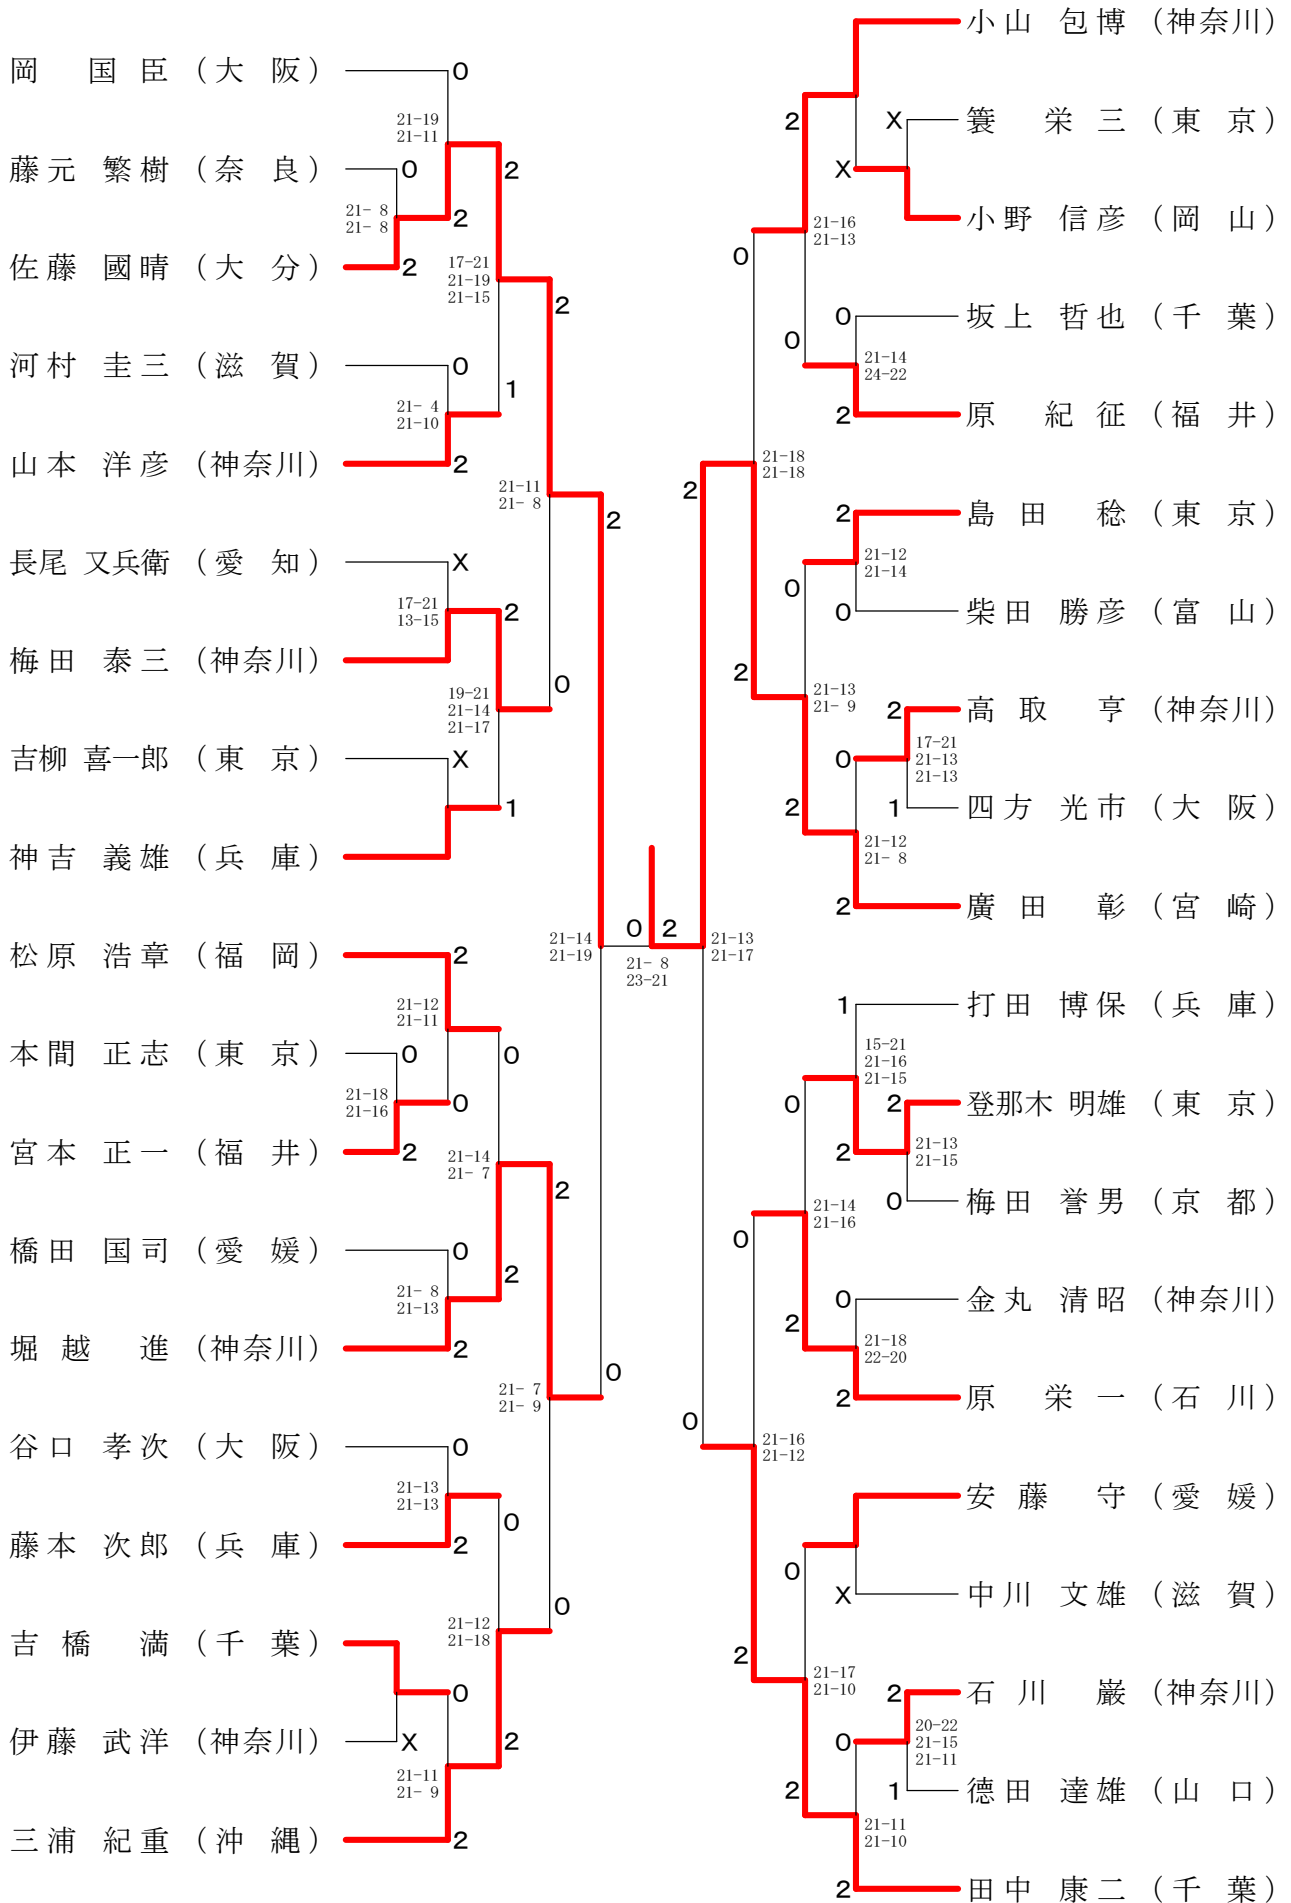 岡 国臣 (大 阪) 0
21-19
21-11
藤元 繁樹 (奈 良) 0
2
21- 8
21- 8
2
佐藤 國晴 (大 分) 2
17-21
21-19
21-15
2
河村 圭三 (滋 賀) 0
1
21- 4
21-10
山本 洋彦 (神奈川) 2
21-11
21- 8
2
長尾 又兵衛 (愛 知) X
17-21
13-15
2
梅田 泰三 (神奈川)
0
19-21
21-14
21-17
吉柳 喜一郎 (東 京) X
1
神吉 義雄 (兵 庫)
21-14
21-19
0 2
21- 8
23-21
松原 浩章 (福 岡) 2
21-12
21-11
本間 正志 (東 京) 0
0
21-18
21-16
0
宮本 正一 (福 井) 2
21-14
21- 7
2
橋田 国司 (愛 媛) 0
2
21- 8
21-13
堀越 進 (神奈川) 2
0
21- 7
21- 9
谷口 孝次 (大 阪) 0
21-13
21-13
0
藤本 次郎 (兵 庫) 2
0
21-12
21-18
吉橋 満 (千 葉)
0
伊藤 武洋 (神奈川) X
2
21-11
21- 9
三浦 紀重 (沖 縄) 2
小山 包博 (神奈川)
2
X 簑 栄三 (東 京)
X
小野 信彦 (岡 山)
21-16
21-13
0
0 坂上 哲也 (千 葉)
0
21-14
24-22
2 原 紀征 (福 井)
21-18
21-18
2
2 島田 稔 (東 京)
21-12
21-14
0
0 柴田 勝彦 (富 山)
2
21-13
21- 9
2 高取 亨 (神奈川)
17-21
21-13
21-13
0
2
1 四方 光市 (大 阪)
21-12
21- 8
2 廣田 彰 (宮 崎)
21-13
21-17
1 打田 博保 (兵 庫)
15-21
21-16
21-15
0
2 登那木 明雄 (東 京)
2
21-13
21-15
0 梅田 誉男 (京 都)
21-14
21-16
0
0 金丸 清昭 (神奈川)
2
21-18
22-20
2 原 栄一 (石 川)
0
21-16
21-12
安藤 守 (愛 媛)
0
X 中川 文雄 (滋 賀)
2
21-17
21-10
2 石川 巌 (神奈川)
20-22
21-15
21-11
0
2
1 德田 達雄 (山 口)
21-11
21-10
2 田中 康二 (千 葉)